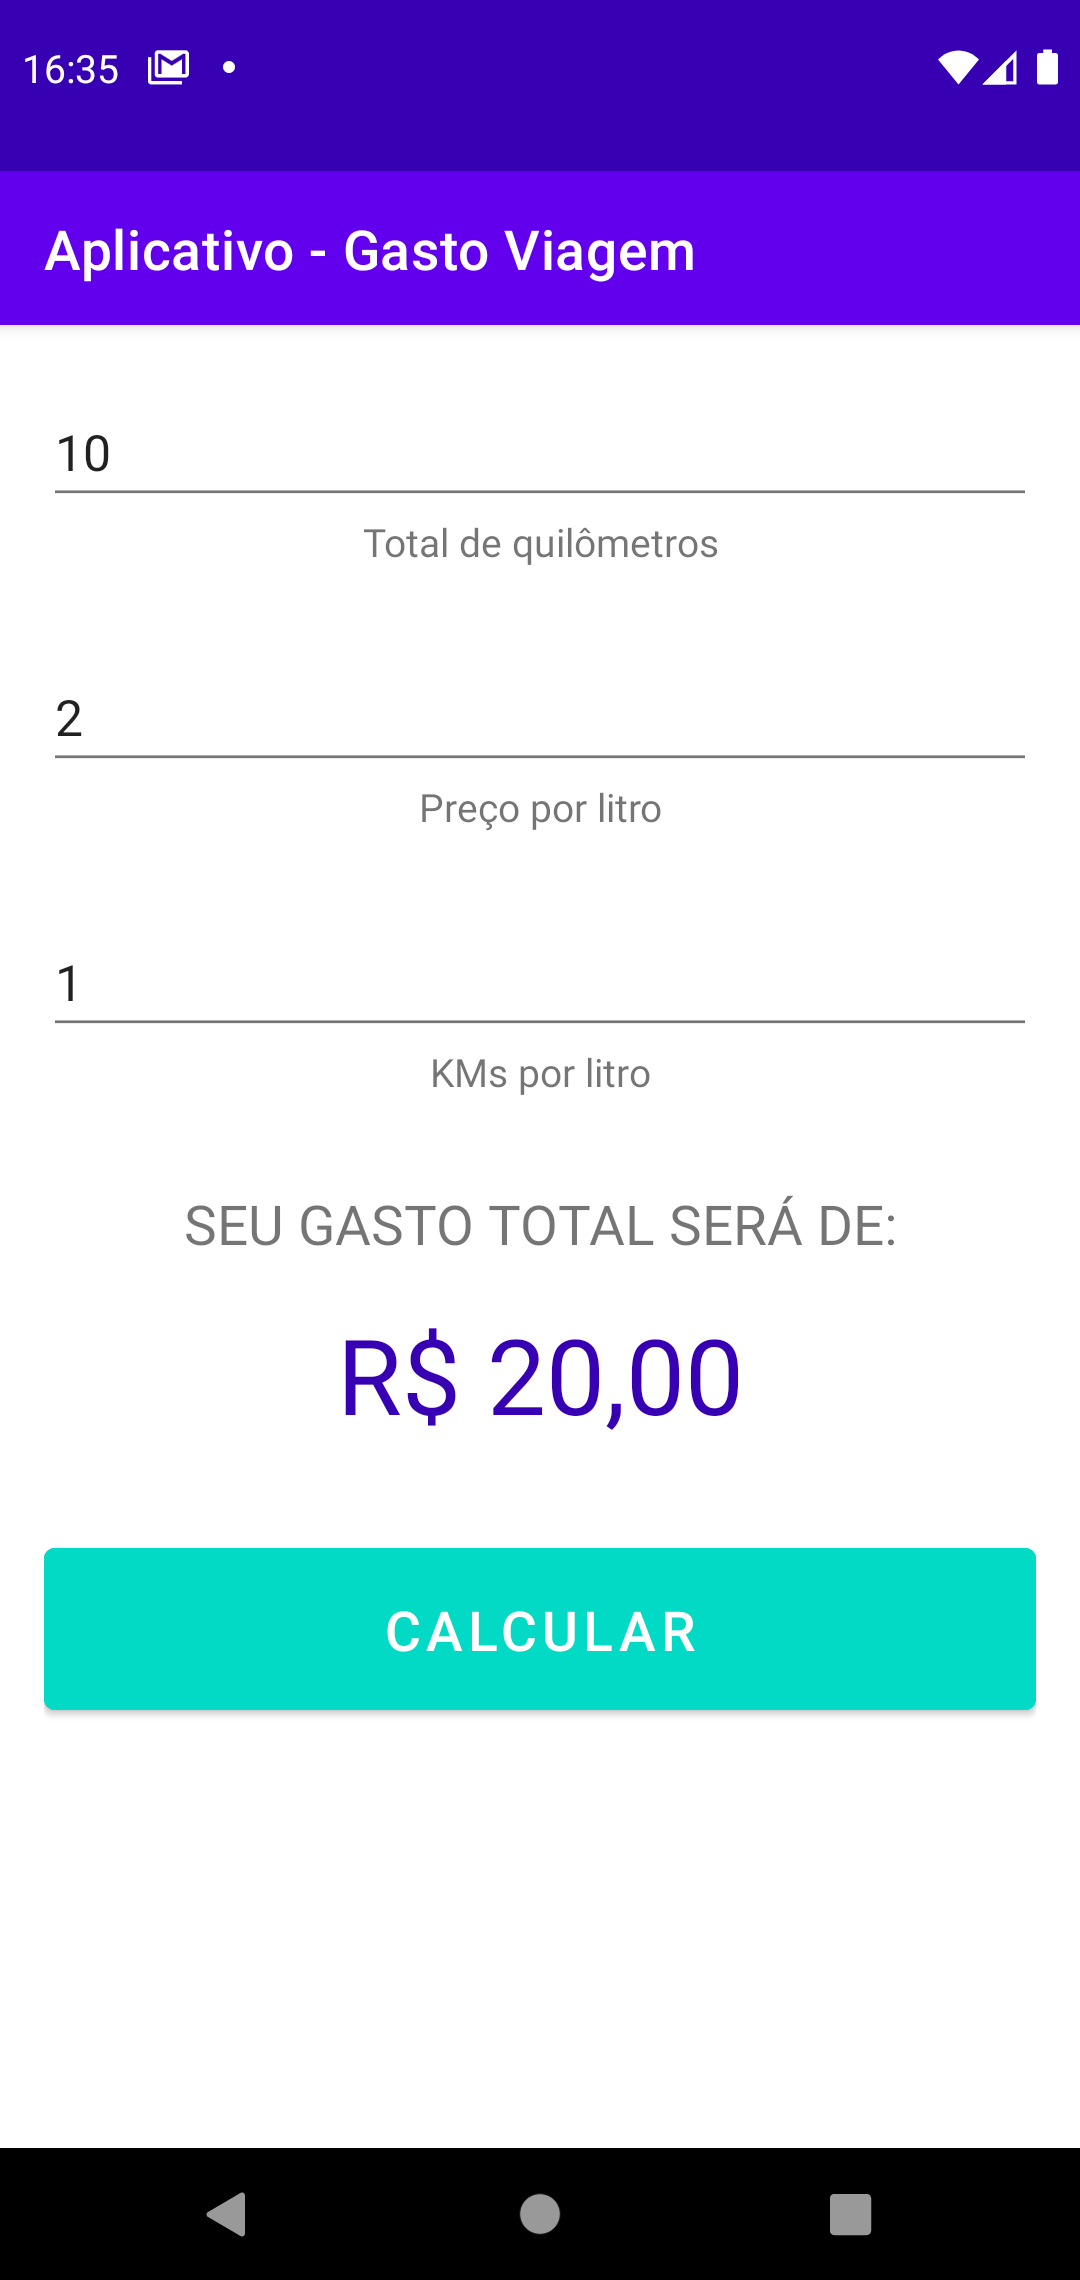 16:35
Aplicativo - Gasto Viagem
10
Total de quilômetros
2
Preço por litro
1
KMs por litro
SEU GASTO TOTAL SERÁ DE:
R$ 20,00
CALCULAR